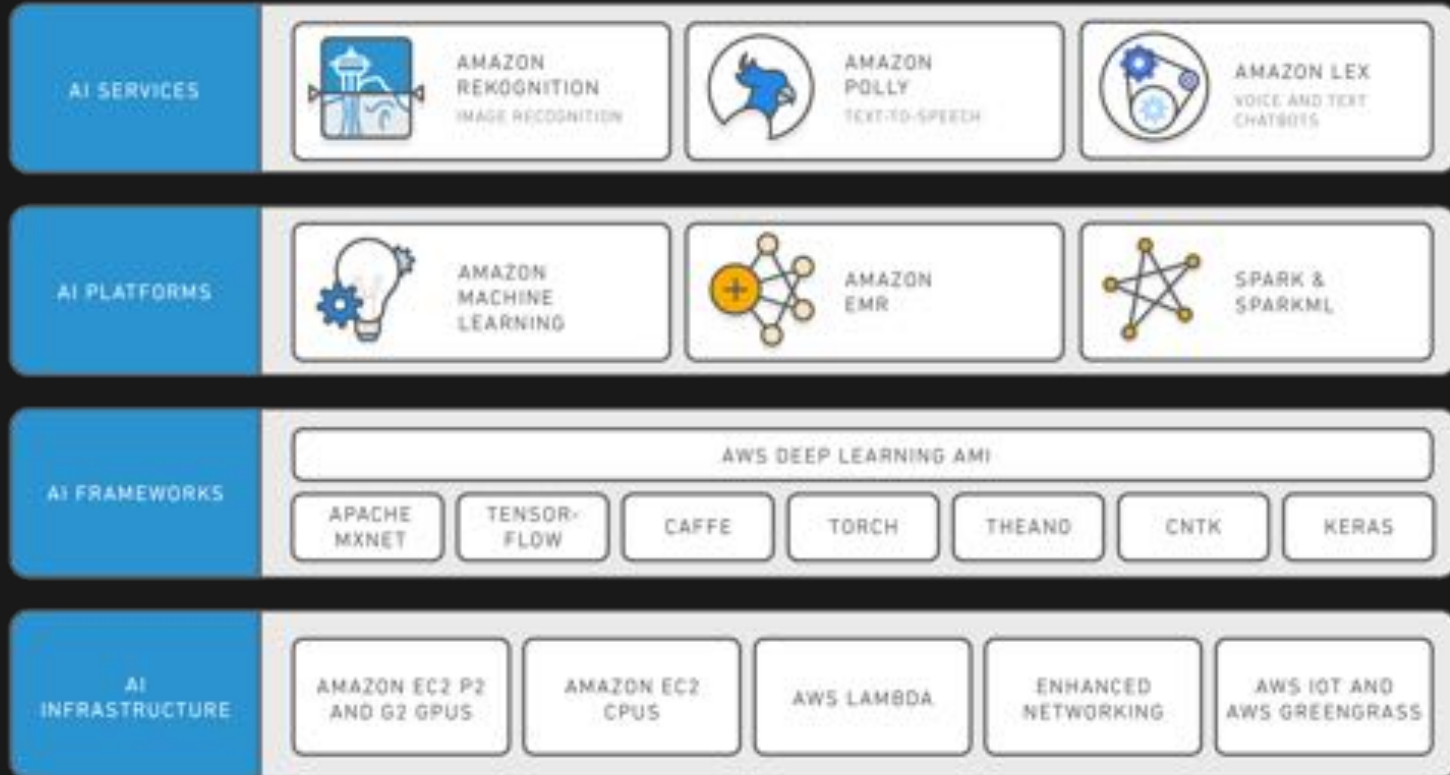 AI SERVICES
AMAZON
REKOGNITION
IMAGE RECOGNITION
AMAZON
POLLY
TEXT-TO-SPEECH
AMAZON LEX
VOICE AND TEXT
CHATBOTS
AI PLATFORMS
AMAZON
MACHINE
LEARNING
AMAZON
EMR
SPARK &
SPARKML
AI FRAMEWORKS
AWS DEEP LEARNING AMI
APACHE
MXNET
TENSOR-
FLOW
CAFFE
TORCH
THEANO
CNTK
KERAS
AI
INFRASTRUCTURE
AMAZON EC2 P2
AND G2 GPUS
AMAZON EC2
CPUS
AWS LAMBDA
ENHANCED
NETWORKING
AWS IOT AND
AWS GREENGRASS